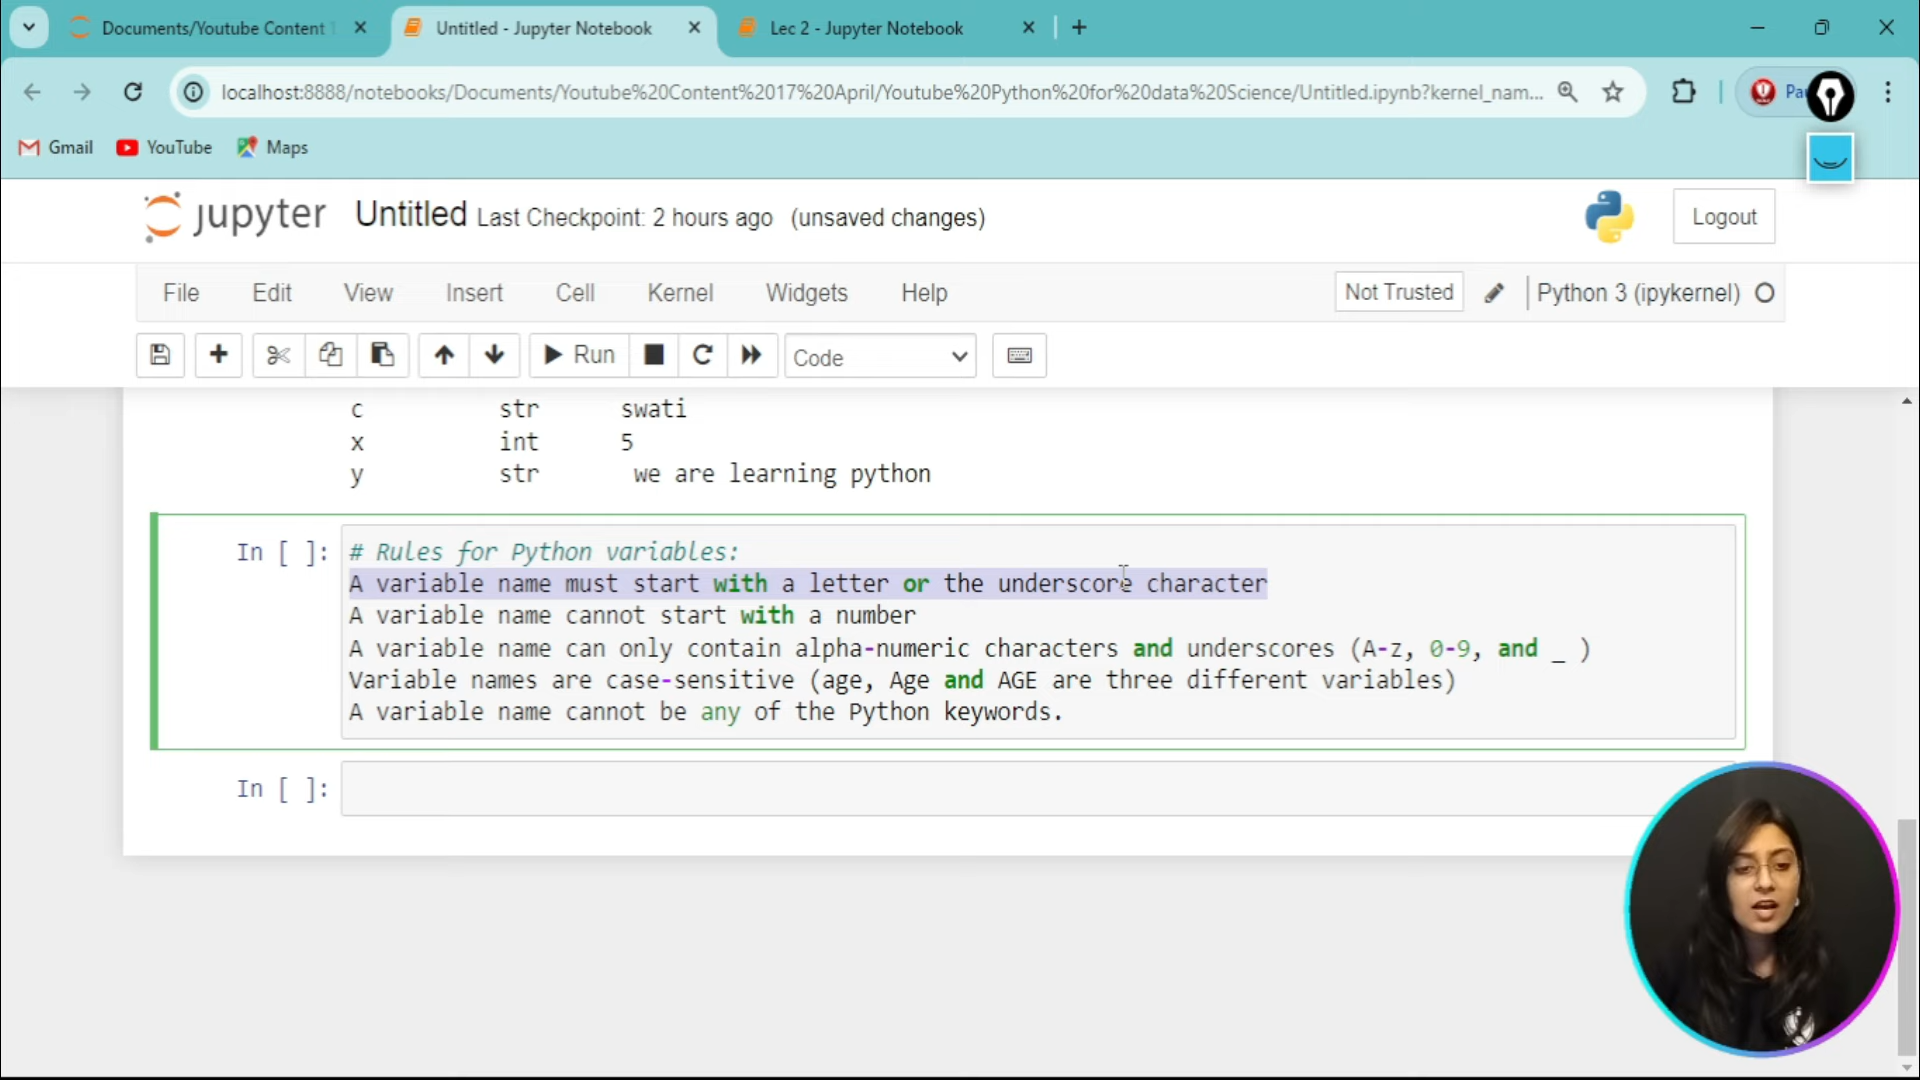 Documents/Youtube Content
Untitled - Jupyter Notebook
Lec 2 - Jupyter Notebook
localhost:8888/notebooks/Documents/Youtube%20Content%2017%20April/Youtube%20Python%20for%20data%20Science/Untitled.ipynb?kernel_nam...
Gmail
YouTube
Maps
jupyter Untitled Last Checkpoint: 2 hours ago (unsaved changes)
Logout
File Edit View Insert Cell Kernel Widgets Help
Not Trusted
Python 3 (ipykernel)
Run
Code
c str swati
x int 5
y str we are learning python
In [ ]: # Rules for Python variables:
A variable name must start with a letter or the underscore character
A variable name cannot start with a number
A variable name can only contain alpha-numeric characters and underscores (A-z, 0-9, and _ )
Variable names are case-sensitive (age, Age and AGE are three different variables)
A variable name cannot be any of the Python keywords.
In [ ]: